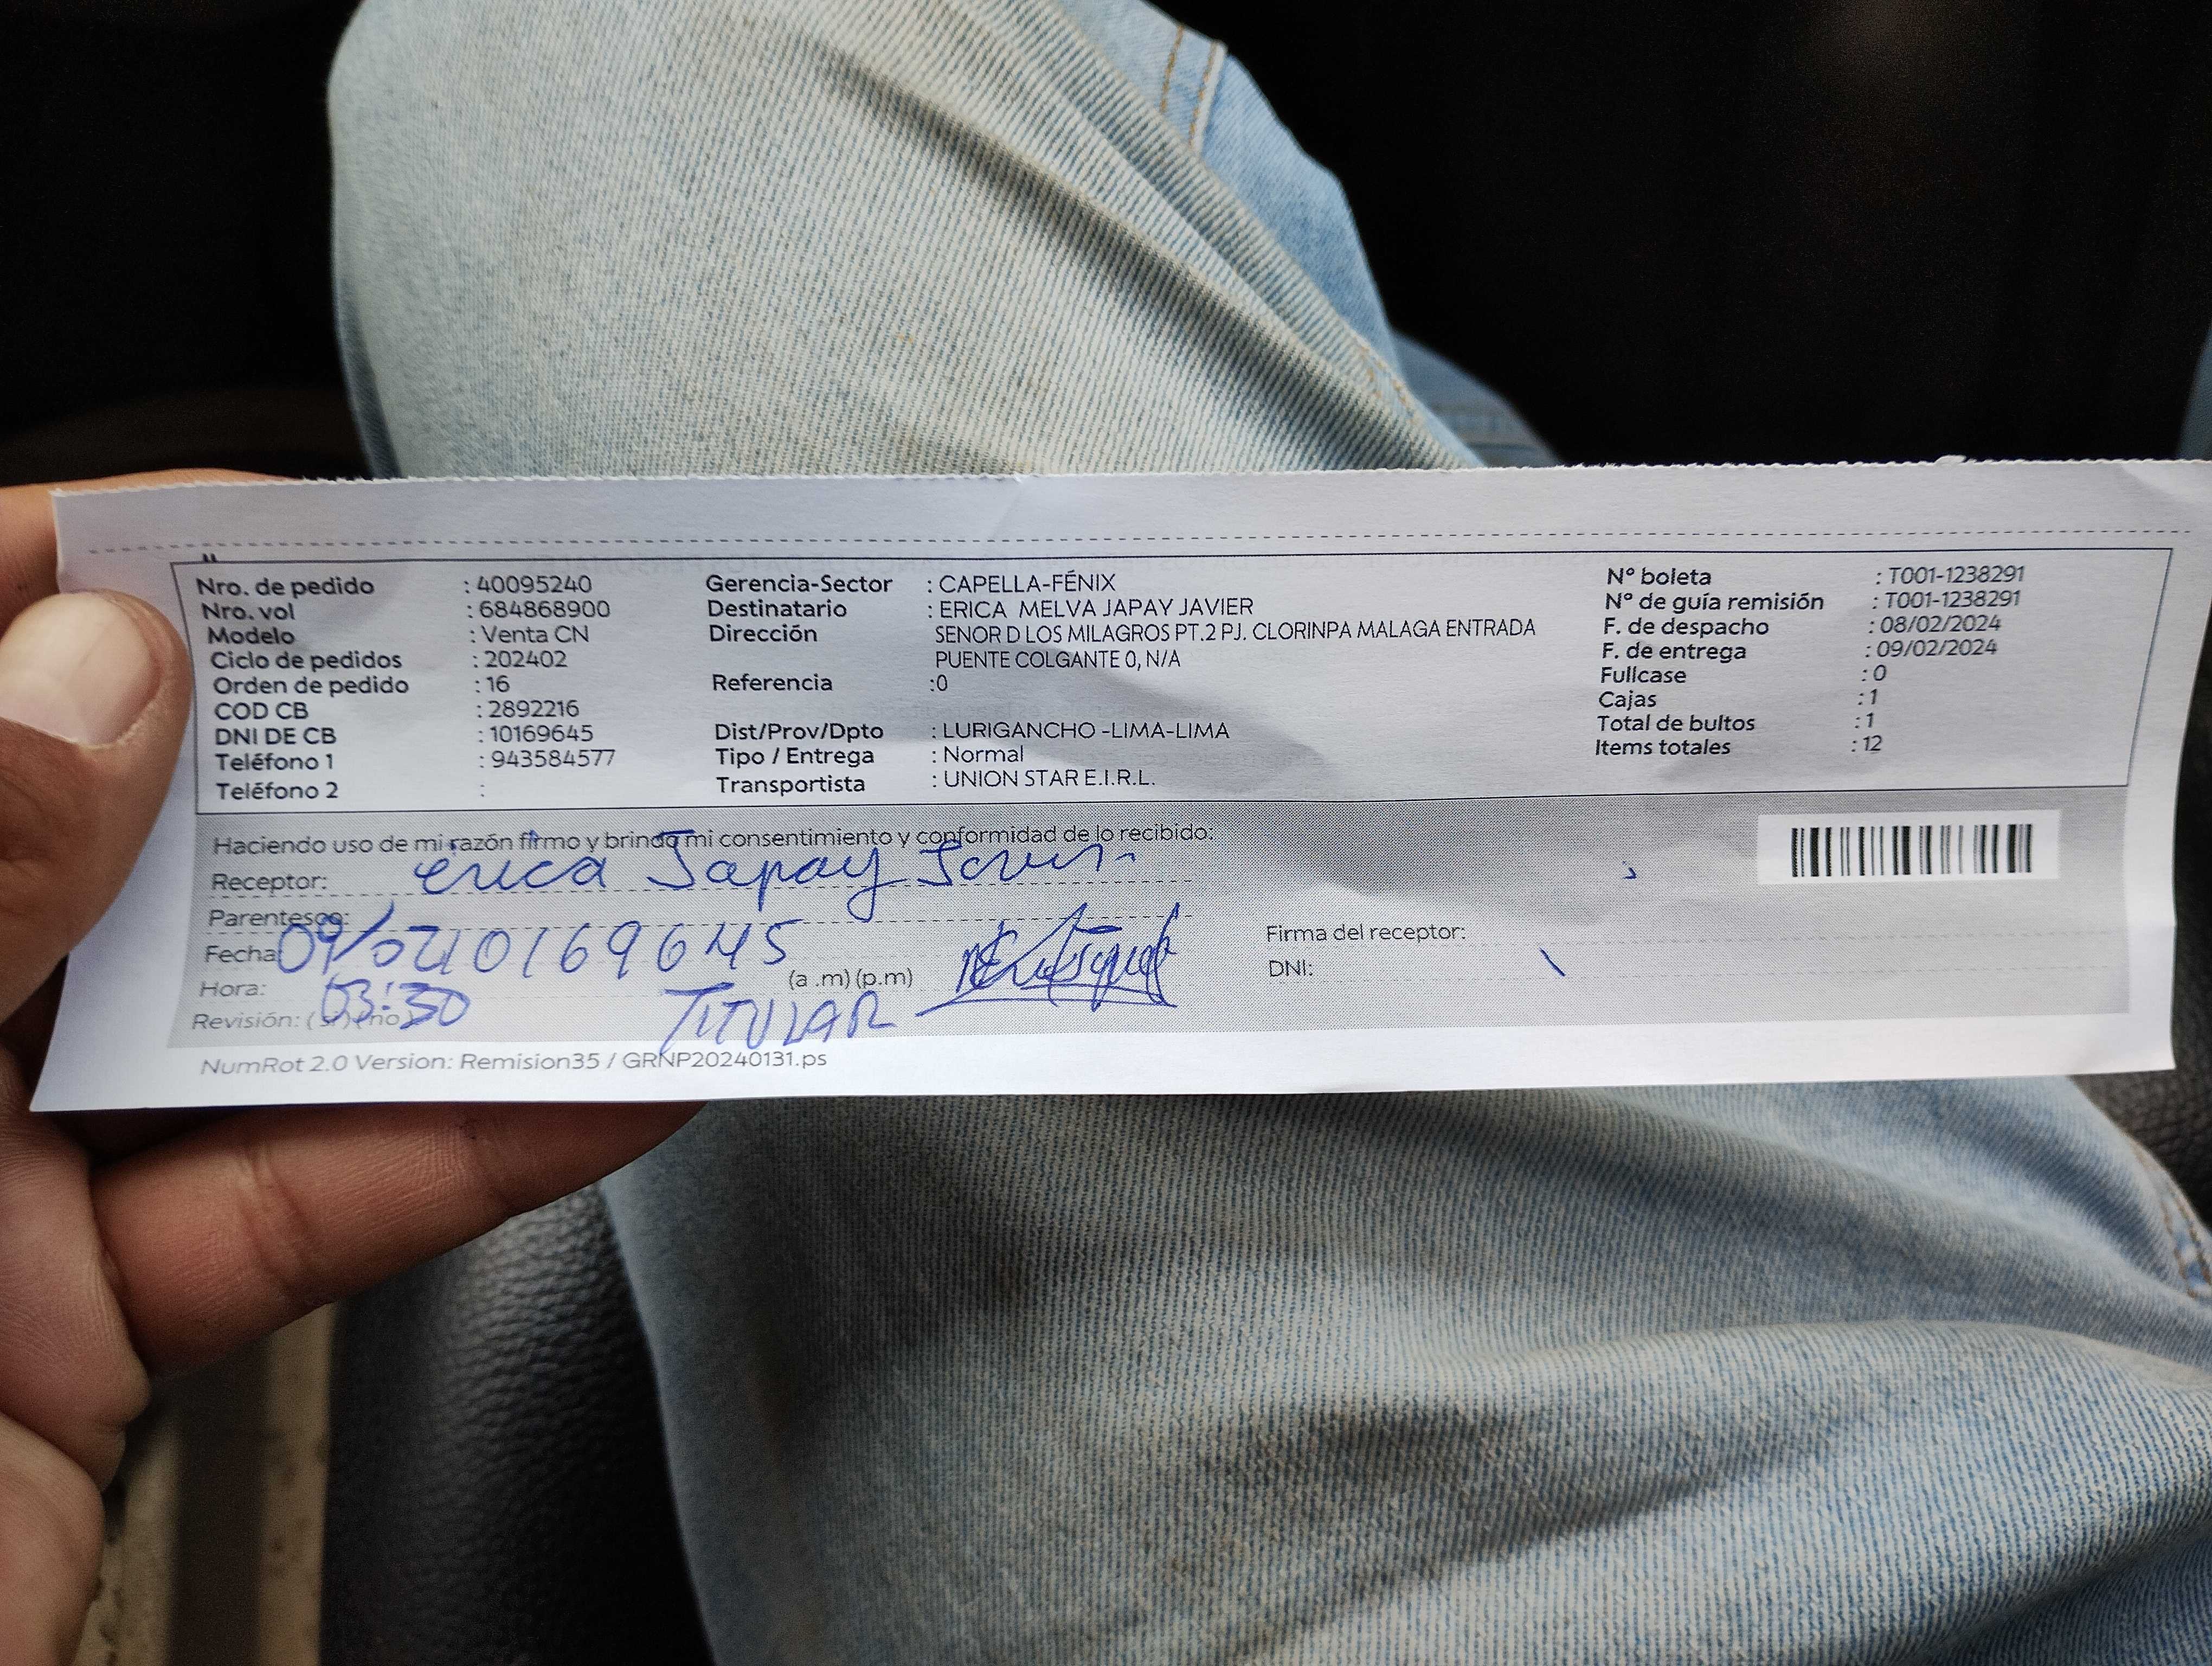 Nro. de pedido : 40095240 Gerencia-Sector : CAPELLA-FÉNIX N° boleta : T001-1238291
Nro. vol : 684868900 Destinatario : ERICA MELVA JAPAY JAVIER N° de guía remisión : T001-1238291
Modelo : Venta CN Dirección SENOR D LOS MILAGROS PT.2 PJ. CLORINPA MALAGA ENTRADA F. de despacho : 08/02/2024
Ciclo de pedidos : 202402 PUENTE COLGANTE 0, N/A F. de entrega : 09/02/2024
Orden de pedido : 16 Referencia :0 Fullcase : 0
COD CB : 2892216 Cajas : 1
DNI DE CB : 10169645 Dist/Prov/Dpto : LURIGANCHO -LIMA-LIMA Total de bultos : 1
Teléfono 1 : 943584577 Tipo / Entrega : Normal Items totales : 12
Teléfono 2 : Transportista : UNION STAR E.I.R.L.
Haciendo uso de mi razón firmo y brindo mi consentimiento y conformidad de lo recibido:
Receptor: erica Japay
Parentesco:
Fecha 09/02 10169645 Firma del receptor:
Hora: 03:30 (a .m) (p.m) DNI:
Revisión: (si) (no) TITULAR
NumRot 2.0 Version: Remision35 / GRNP20240131.ps